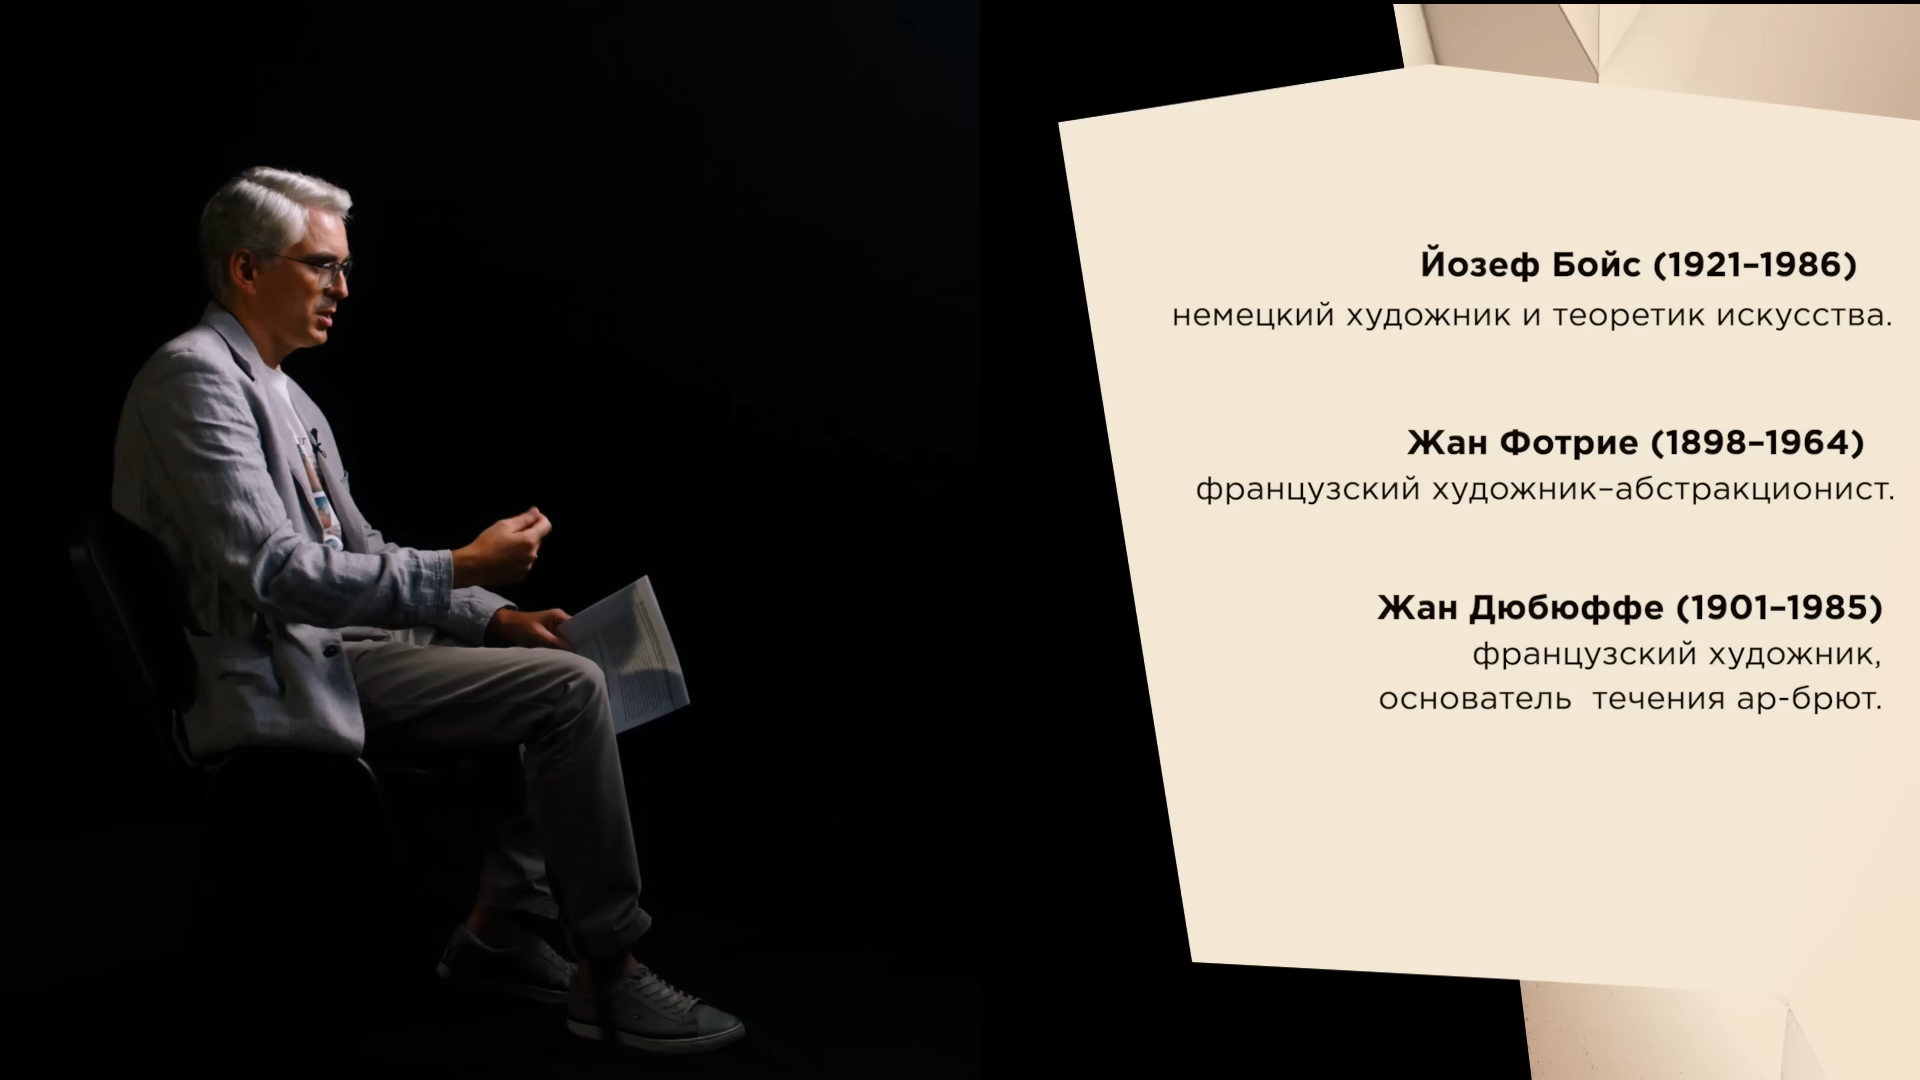 Йозеф Бойс (1921–1986)
немецкий художник и теоретик искусства.
Жан Фотрие (1898–1964)
французский художник–абстракционист.
Жан Дюбюффе (1901–1985)
французский художник,
основатель течения ар-брют.